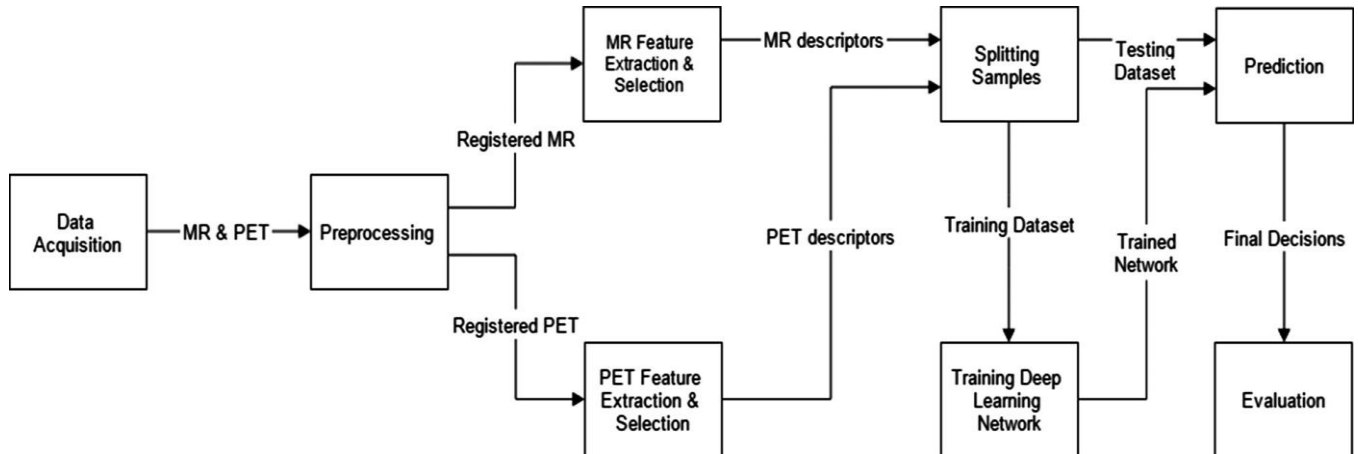 Data
Acquisition
MR & PET
Preprocessing
Registered MR
Registered PET
MR Feature
Extraction &
Selection
PET Feature
Extraction &
Selection
MR descriptors
PET descriptors
Splitting
Samples
Training Dataset
Training Deep
Learning
Network
Testing
Dataset
Trained
Network
Prediction
Final Decisions
Evaluation